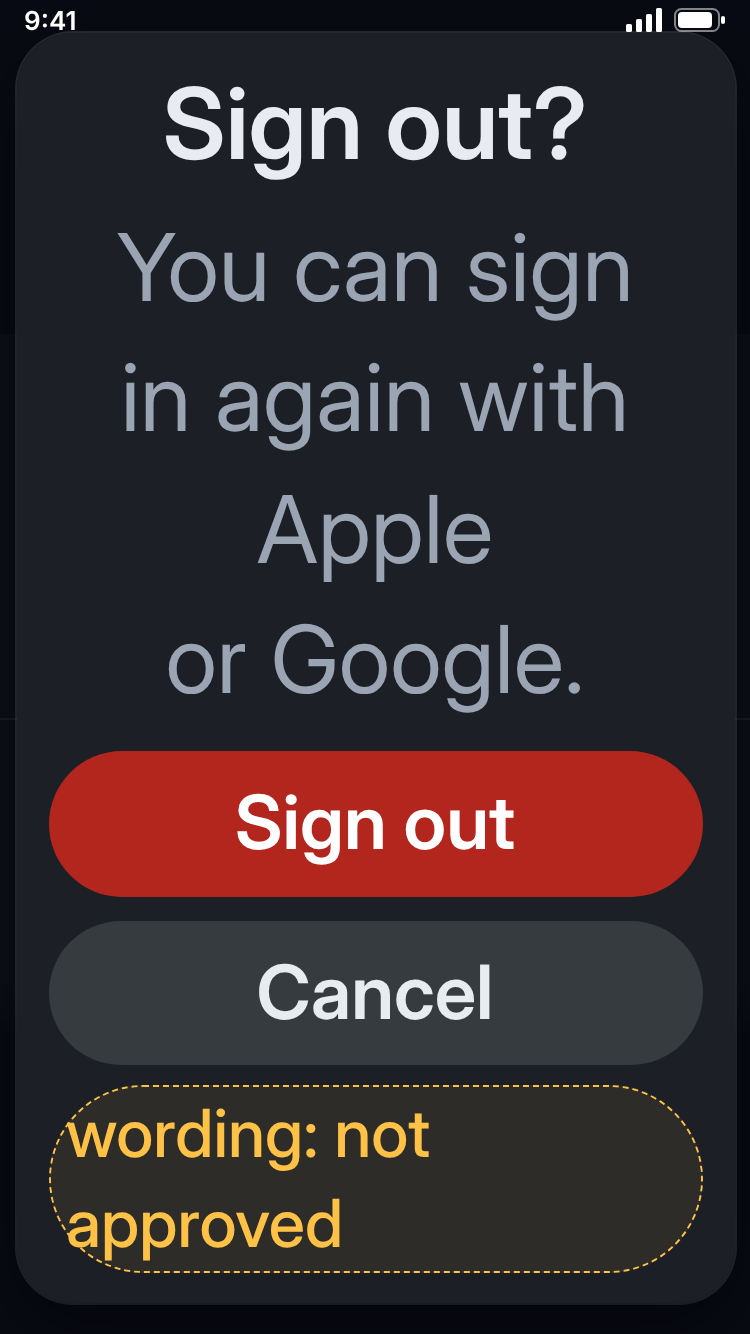 9:41
Sign out?
You can sign
in again with
Apple
or Google.
Sign out
Cancel
wording: not
approved